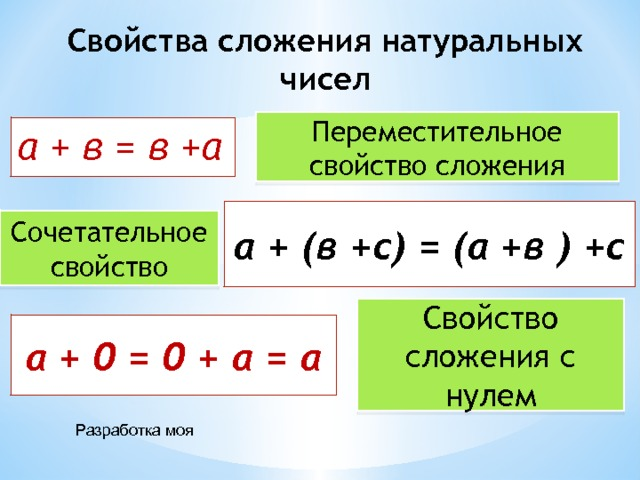 Свойства сложения натуральных
чисел
а + в = в +а
Переместительное
свойство сложения
Сочетательное
свойство
а + (в +с) = (а +в ) +с
а + 0 = 0 + а = а
Свойство
сложения с
нулем
Разработка моя